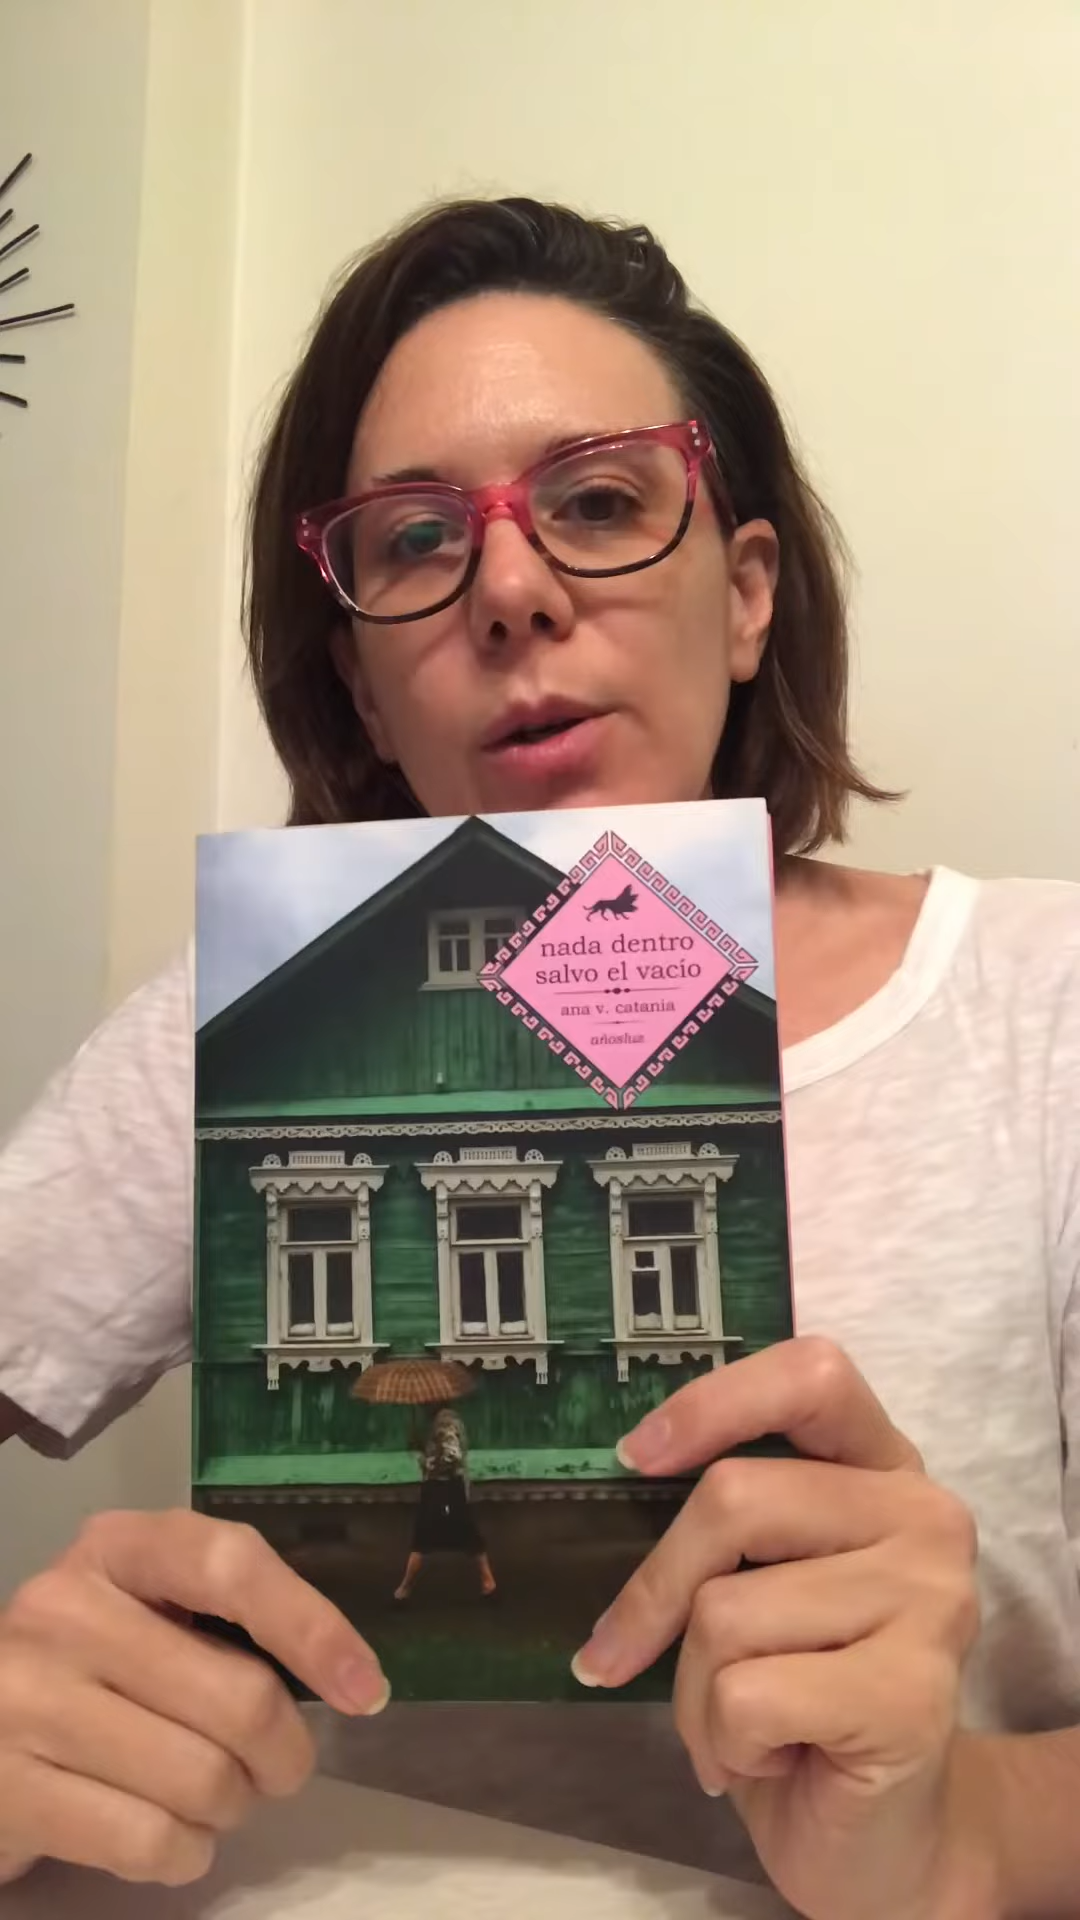 nada dentro
salvo el vacío
ana v. catania
añosluz